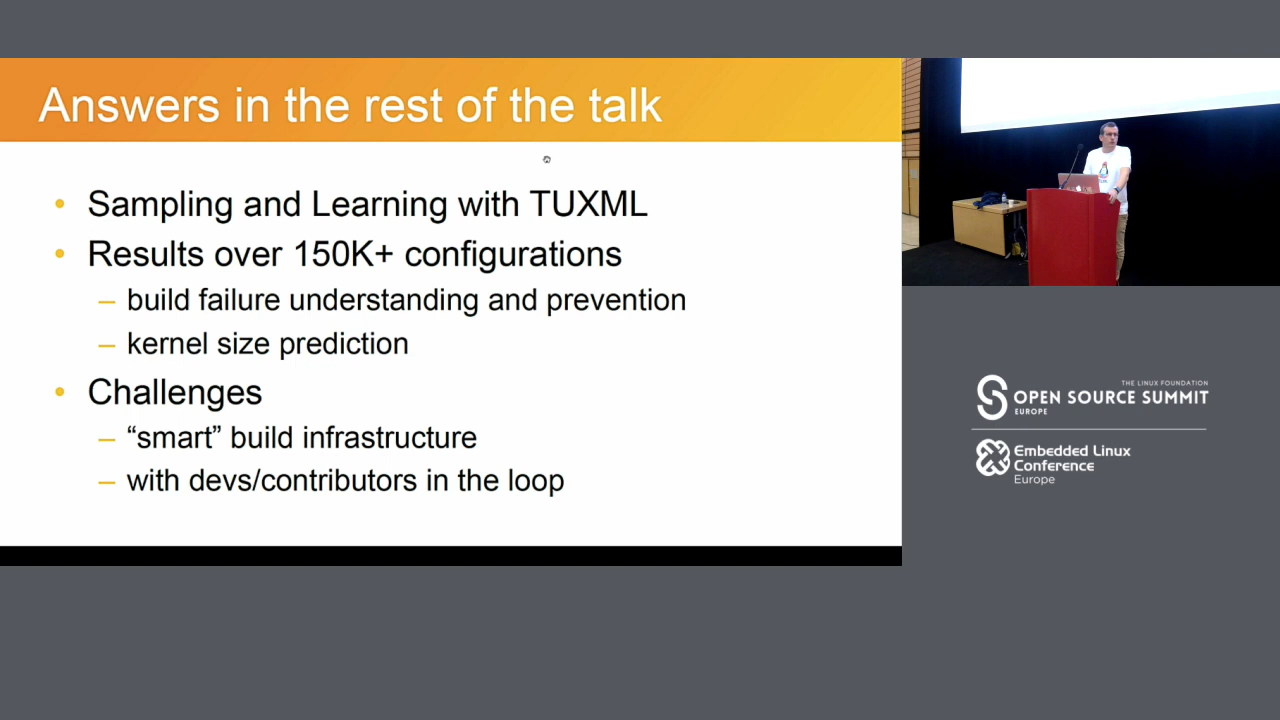 Answers in the rest of the talk
• Sampling and Learning with TUXML
• Results over 150K+ configurations
– build failure understanding and prevention
– kernel size prediction
• Challenges
– “smart” build infrastructure
– with devs/contributors in the loop
THE LINUX FOUNDATION
OPEN SOURCE SUMMIT
EUROPE
Embedded Linux
Conference
Europe